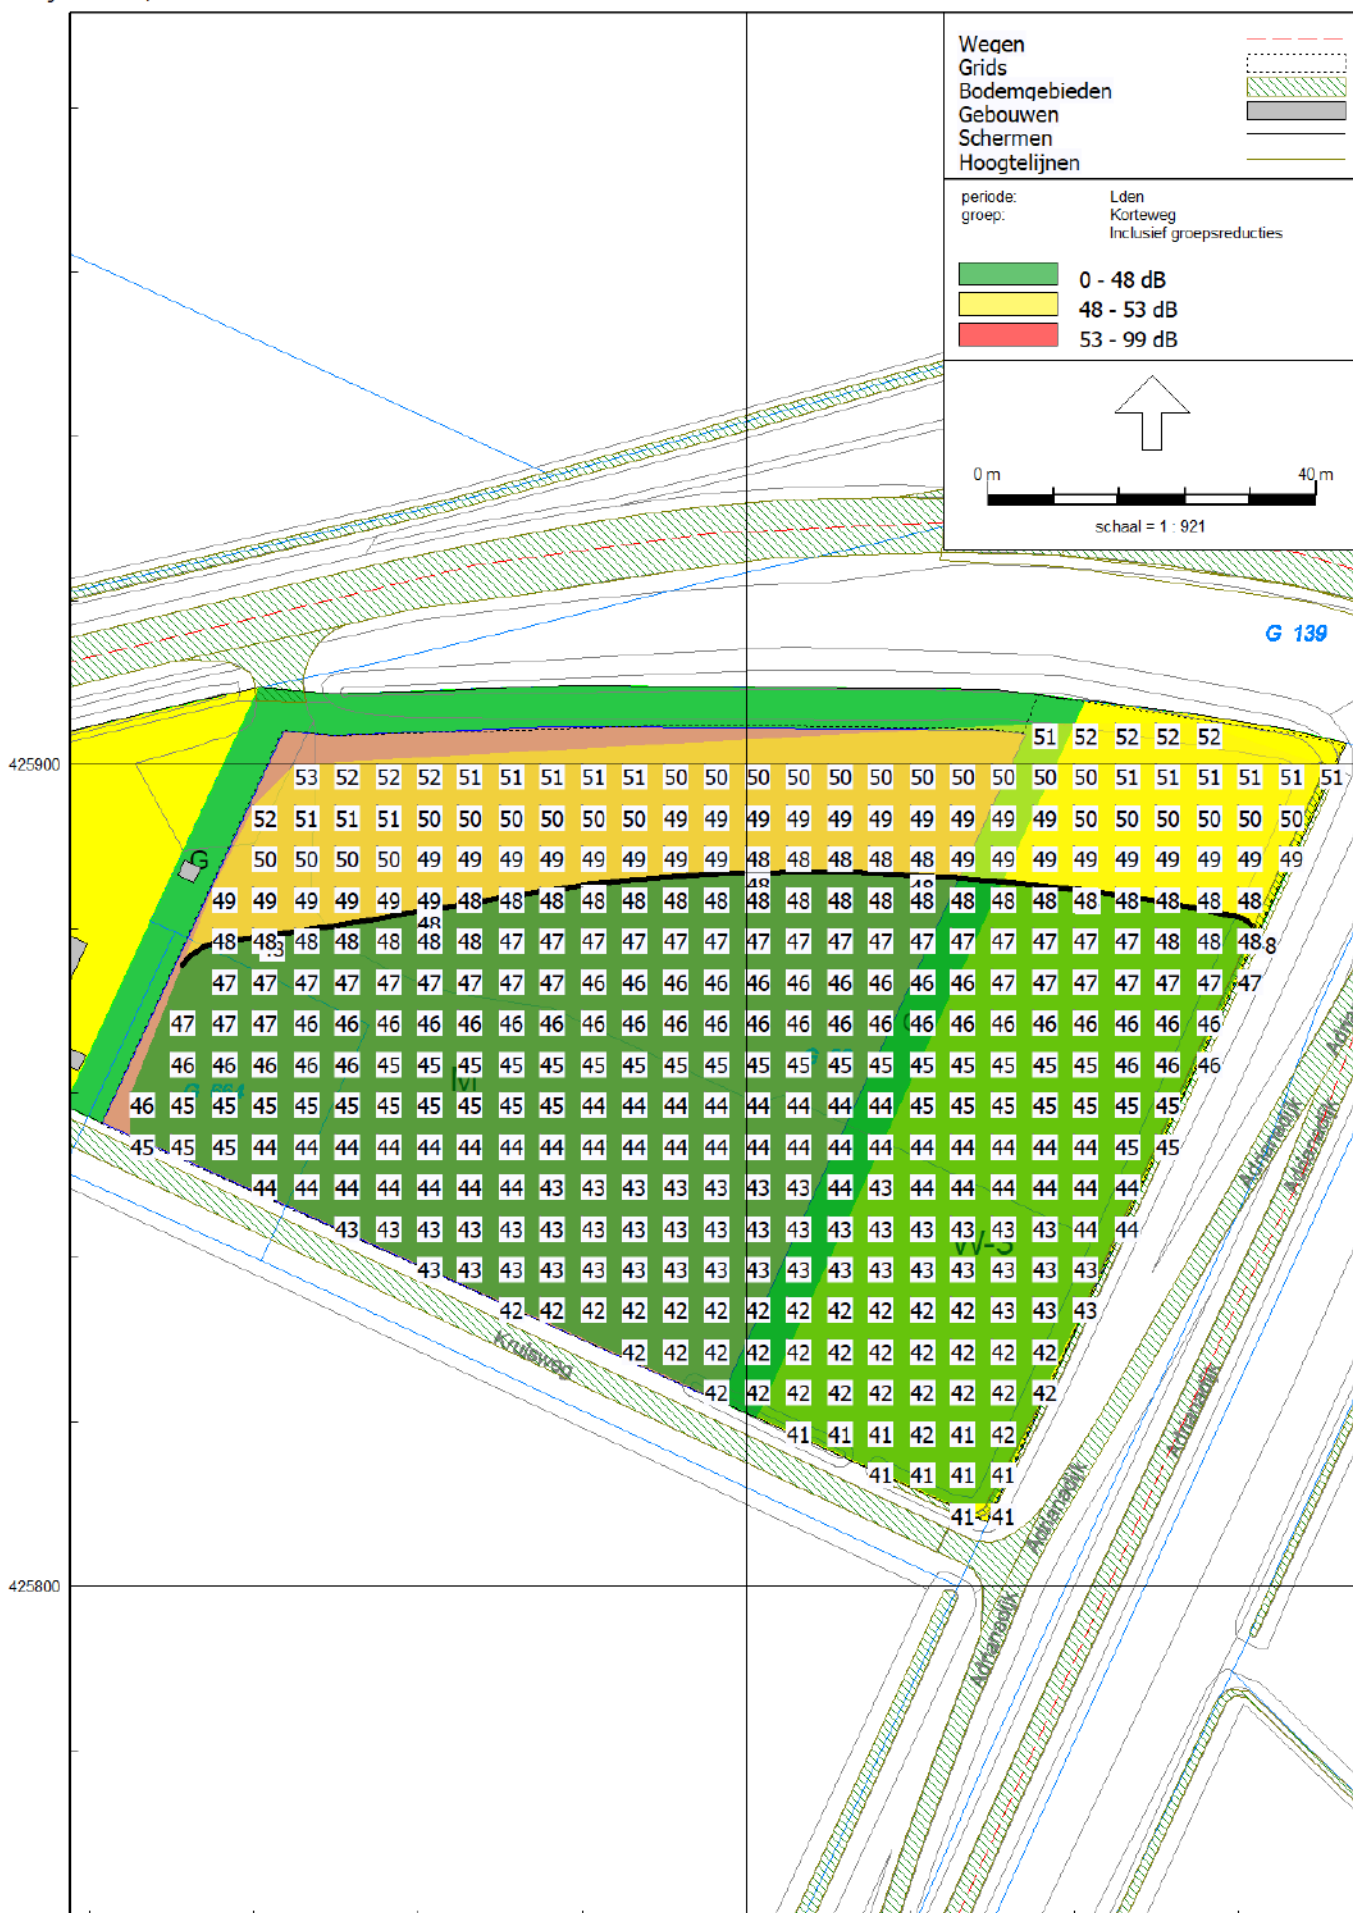 Wegen
Grids
Bodemgebieden
Gebouwen
Schermen
Hoogtelijnen
periode: Lden
groep: Korteweg
Inclusief groepsreducties
0 - 48 dB
48 - 53 dB
53 - 99 dB
0 m 40 m
schaal = 1 : 921
G 139
51 52 52 52 52
425900
53 52 52 52 51 51 51 51 51 50 50 50 50 50 50 50 50 50 50 50 51 51 51 51 51 51
52 51 51 51 50 50 50 50 50 50 49 49 49 49 49 49 49 49 49 49 50 50 50 50 50 50
G
50 50 50 50 49 49 49 49 49 49 49 49 48 48 48 48 48 49 49 49 49 49 49 49 49 49
48 48
49 49 49 49 49 49 48 48 48 48 48 48 48 48 48 48 48 48 48 48 48 48 48 48 48 48
48
48 48 48 48 48 48 48 47 47 47 47 47 47 47 47 47 47 47 47 47 47 47 47 48 48 48
47 47 47 47 47 47 47 47 47 46 46 46 46 46 46 46 46 46 46 47 47 47 47 47 47 47
47 47 47 46 46 46 46 46 46 46 46 46 46 46 46 46 46 46 46 46 46 46 46 46 46 46
46 46 46 46 46 45 45 45 45 45 45 45 45 45 45 45 45 45 45 45 45 45 45 46 46 46
G 664
M
46 45 45 45 45 45 45 45 45 45 45 44 44 44 44 44 44 44 44 45 45 45 45 45 45 45
45 45 45 44 44 44 44 44 44 44 44 44 44 44 44 44 44 44 44 44 44 44 44 44 45 45
44 44 44 44 44 44 44 43 43 43 43 43 43 43 44 43 44 44 44 44 44 44
43 43 43 43 43 43 43 43 43 43 43 43 43 43 43 43 43 43 44 44
W-3
43 43 43 43 43 43 43 43 43 43 43 43 43 43 43 43 43
42 42 42 42 42 42 42 42 42 42 42 42 43 43 43
42 42 42 42 42 42 42 42 42 42 42
42 42 42 42 42 42 42 42 42
41 41 41 42 41 42
41 41 41 41
41 41
Kruisweg
Adrianadijk
Adrianadijk
Adrianadijk
Adrianadijk
Adrianadijk
425800